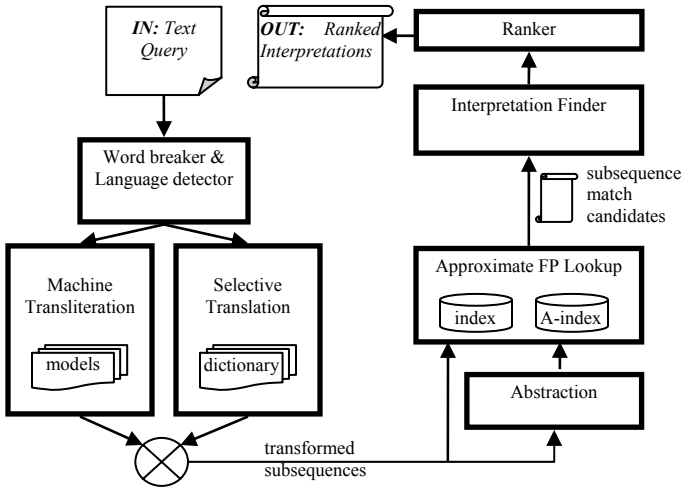 IN: Text
Query
OUT: Ranked
Interpretations
Ranker
Interpretation Finder
Word breaker &
Language detector
subsequence
match
candidates
Machine
Transliteration
models
Selective
Translation
dictionary
Approximate FP Lookup
index
A-index
Abstraction
transformed
subsequences